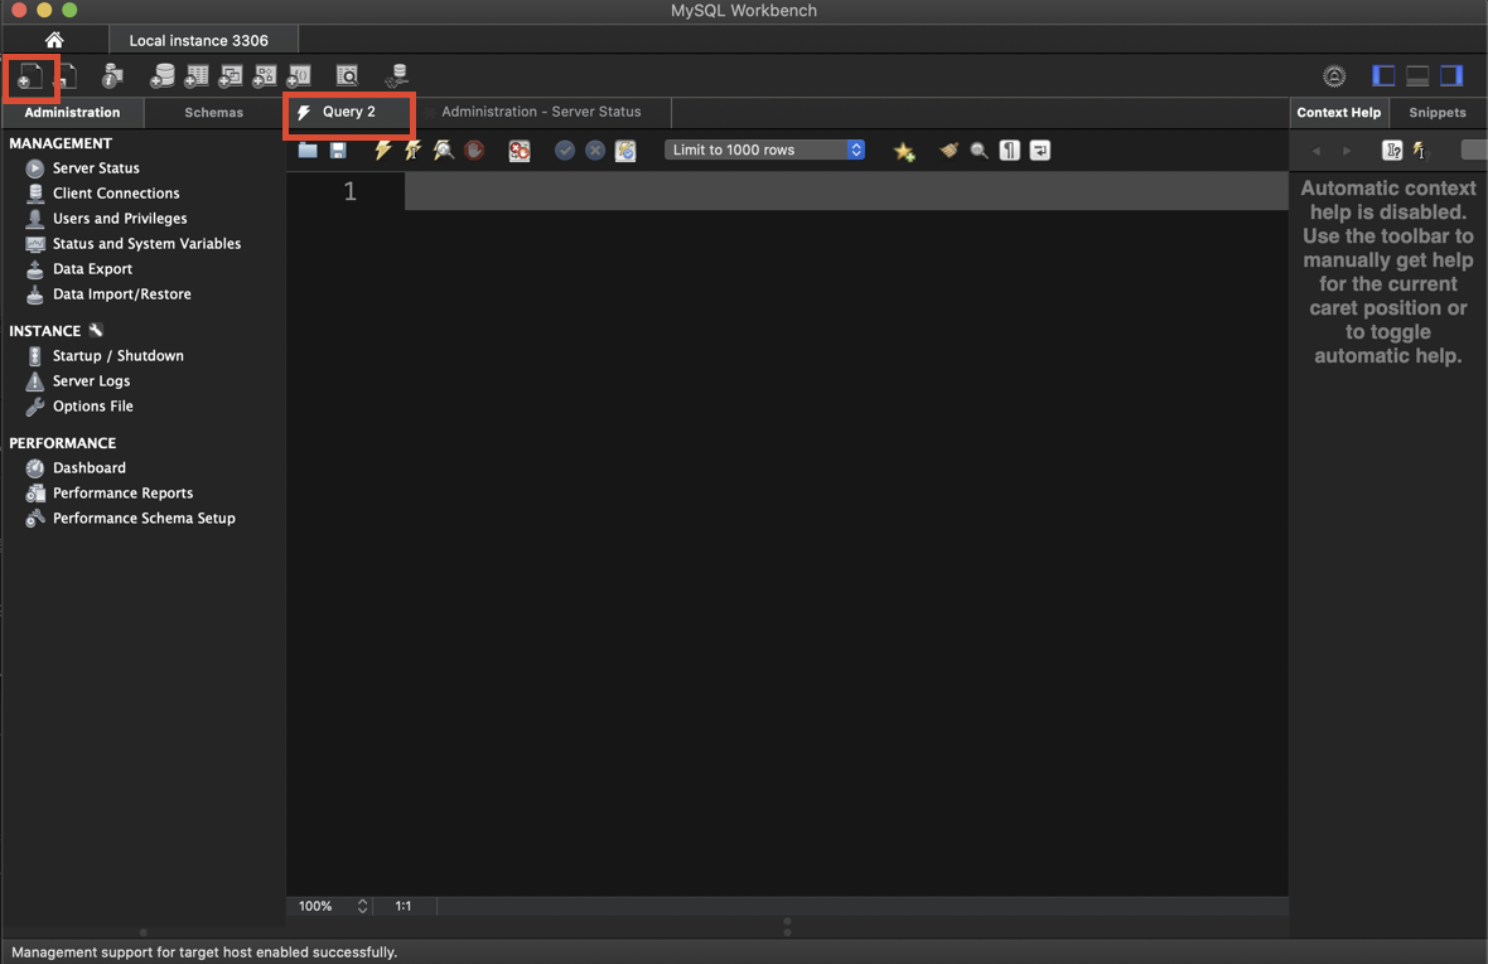 MySQL Workbench
Local instance 3306
Administration
Schemas
Query 2
Administration - Server Status
Context Help
Snippets
MANAGEMENT
Server Status
Client Connections
Users and Privileges
Status and System Variables
Data Export
Data Import/Restore
INSTANCE
Startup / Shutdown
Server Logs
Options File
PERFORMANCE
Dashboard
Performance Reports
Performance Schema Setup
Limit to 1000 rows
1
100%
1:1
Automatic context
help is disabled.
Use the toolbar to
manually get help
for the current
caret position or
to toggle
automatic help.
Management support for target host enabled successfully.